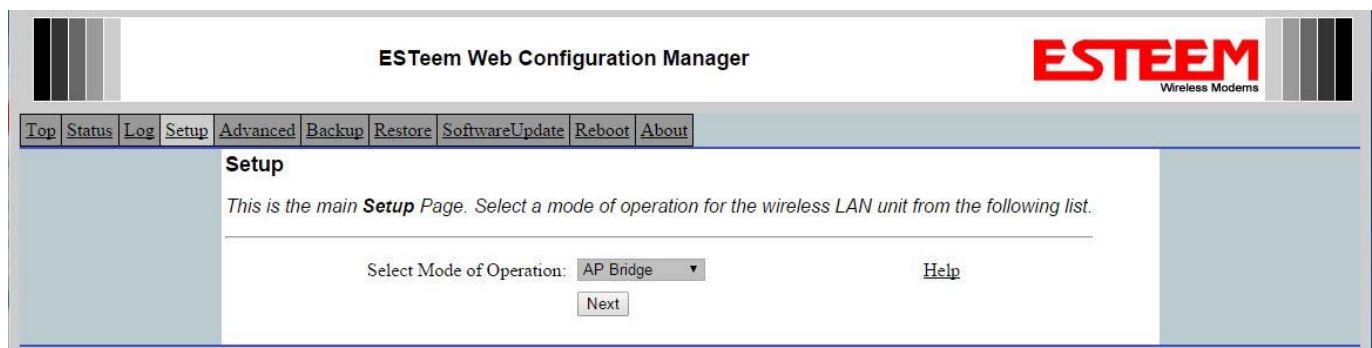 ESTeem Web Configuration Manager
ESTEEM
Wireless Modems
Top Status Log Setup Advanced Backup Restore SoftwareUpdate Reboot About
Setup
This is the main Setup Page. Select a mode of operation for the wireless LAN unit from the following list.
Select Mode of Operation: AP Bridge Help
Next